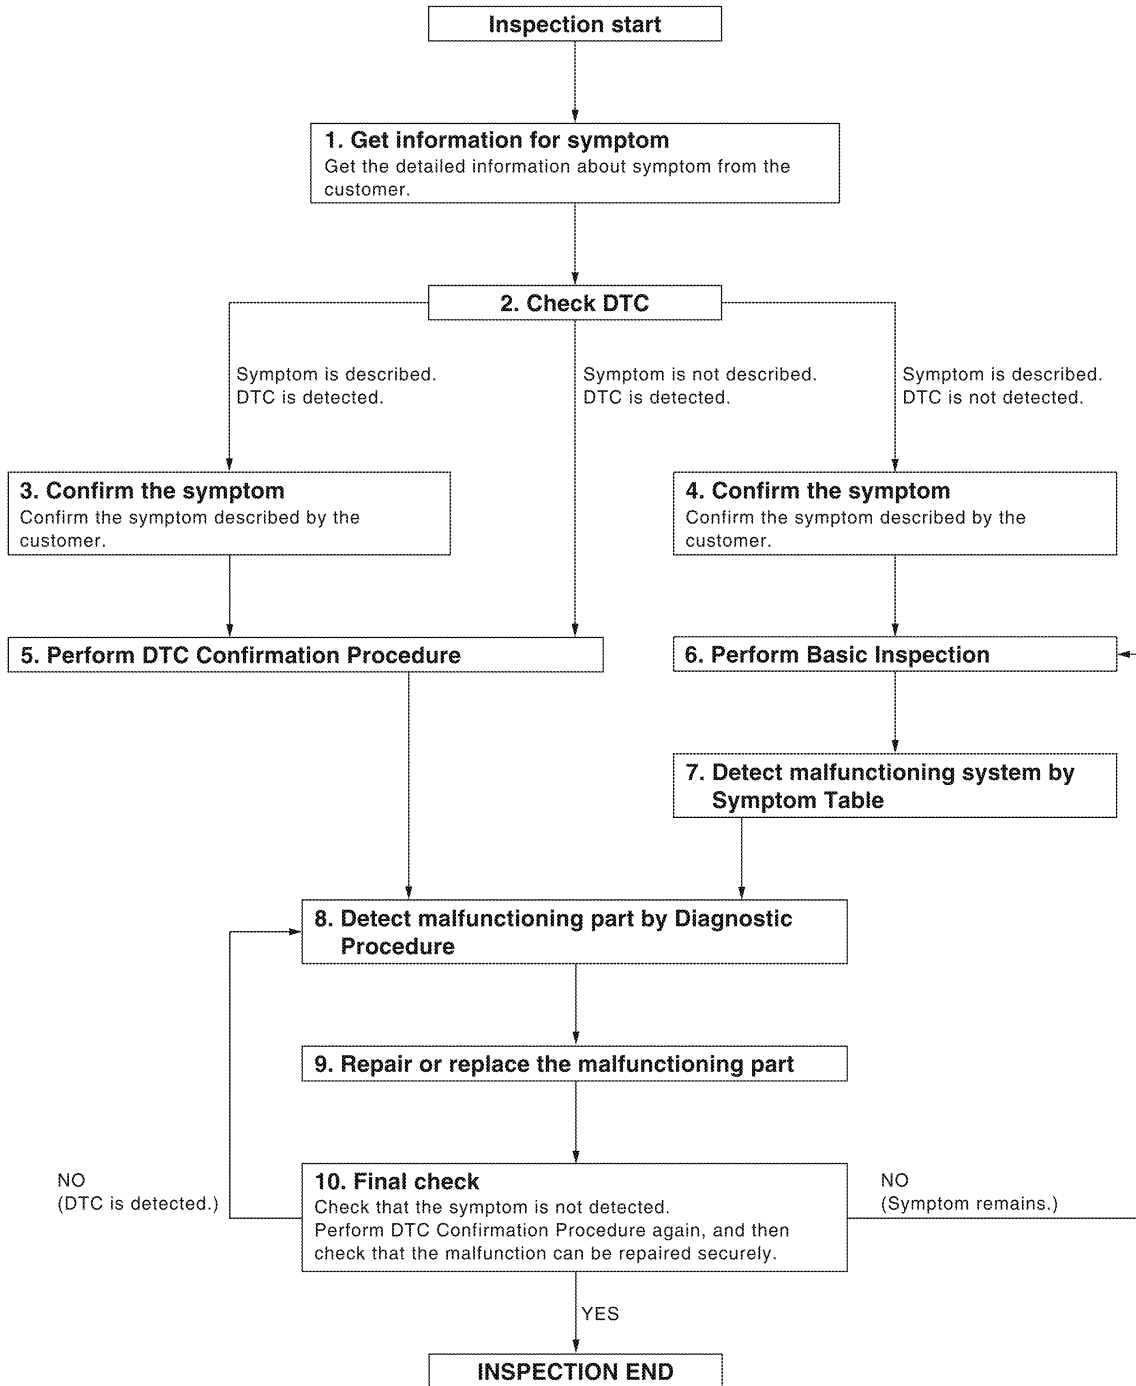 Inspection start
1. Get information for symptom
Get the detailed information about symptom from the
customer.
2. Check DTC
Symptom is described.
DTC is detected.
Symptom is not described.
DTC is detected.
Symptom is described.
DTC is not detected.
3. Confirm the symptom
Confirm the symptom described by the
customer.
4. Confirm the symptom
Confirm the symptom described by the
customer.
5. Perform DTC Confirmation Procedure
6. Perform Basic Inspection
7. Detect malfunctioning system by
Symptom Table
8. Detect malfunctioning part by Diagnostic
Procedure
9. Repair or replace the malfunctioning part
NO
(DTC is detected.)
10. Final check
Check that the symptom is not detected.
Perform DTC Confirmation Procedure again, and then
check that the malfunction can be repaired securely.
NO
(Symptom remains.)
YES
INSPECTION END